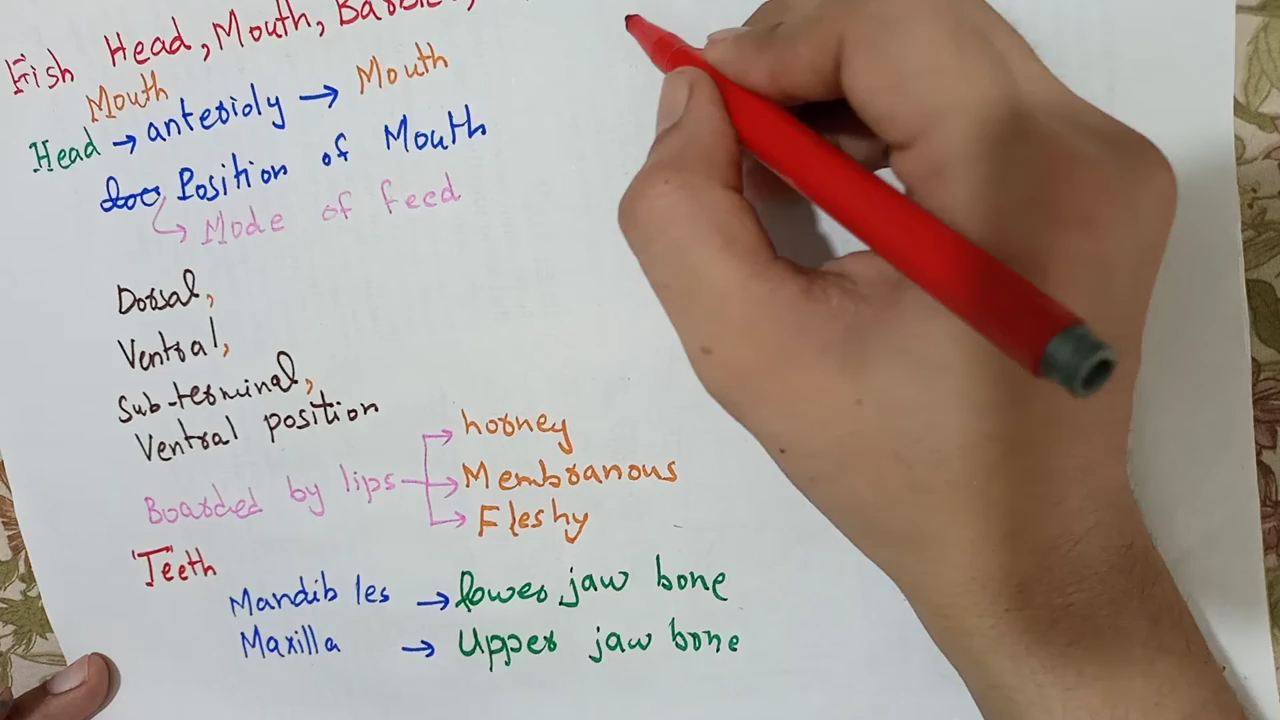 Fish Head, Mouth,
Mouth
Head → anteriorly → Mouth
Position of Mouth
↳ Mode of feed
Dorsal,
Ventral,
Sub-terminal,
Ventral position
Boarded by lips → horney
→ Membranous
→ Fleshy
Teeth
Mandibles → lower jaw bone
Maxilla → Upper jaw bone